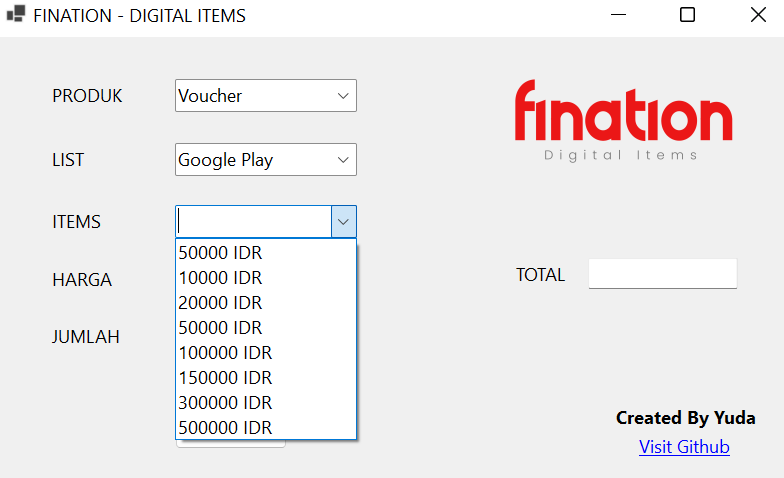 FINATION - DIGITAL ITEMS
PRODUK Voucher
fination
Digital Items
LIST Google Play
ITEMS
50000 IDR
10000 IDR
20000 IDR
50000 IDR
100000 IDR
150000 IDR
300000 IDR
500000 IDR
HARGA
JUMLAH
TOTAL
Created By Yuda
Visit Github